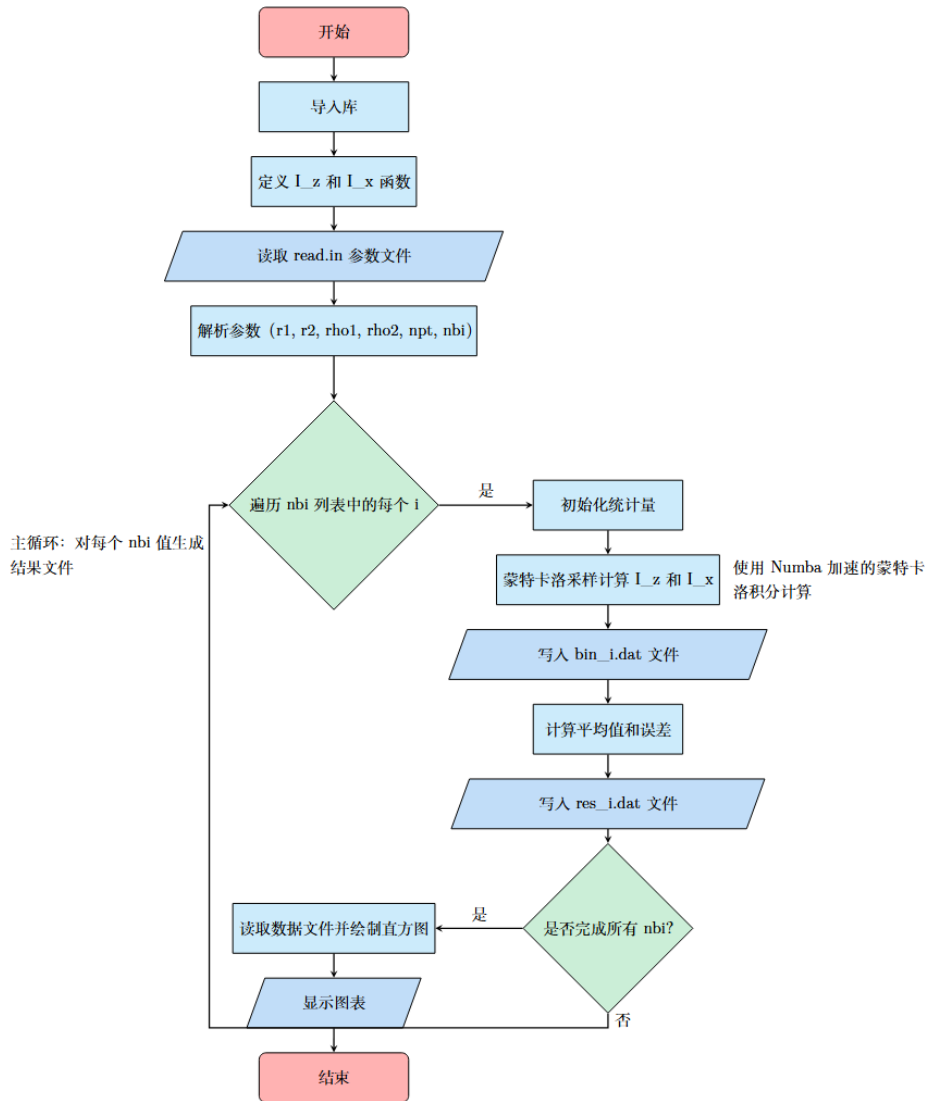 开始
导入库
定义 I_z 和 I_x 函数
读取 read.in 参数文件
解析参数（r1, r2, rho1, rho2, npt, nbi）
遍历 nbi 列表中的每个 i
是
初始化统计量
主循环：对每个 nbi 值生成
结果文件
蒙特卡洛采样计算 I_z 和 I_x
使用 Numba 加速的蒙特卡
洛积分计算
写入 bin_i.dat 文件
计算平均值和误差
写入 res_i.dat 文件
是否完成所有 nbi?
是
读取数据文件并绘制直方图
显示图表
否
结束